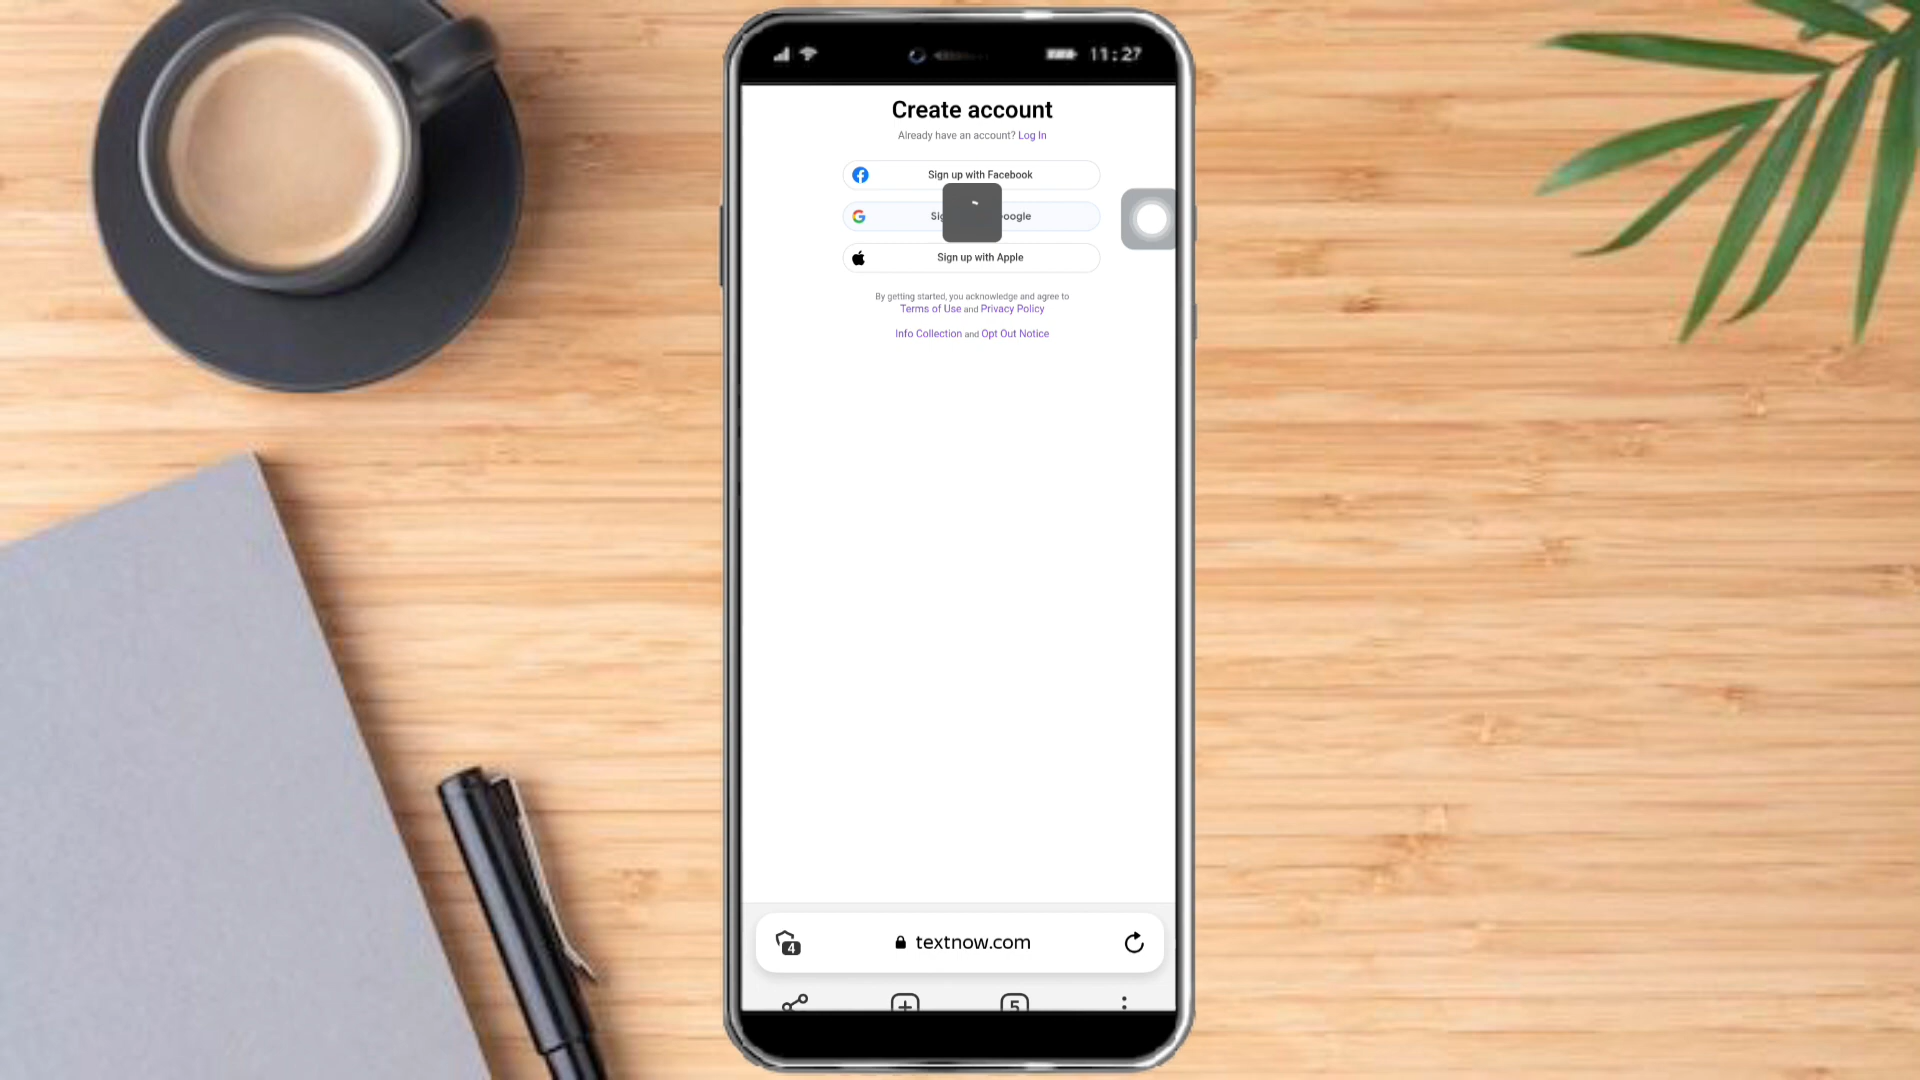 11:27
Create account
Already have an account? Log In
Sign up with Facebook
Sig oogle
Sign up with Apple
By getting started, you acknowledge and agree to
Terms of Use and Privacy Policy
Info Collection and Opt Out Notice
4
textnow.com
5